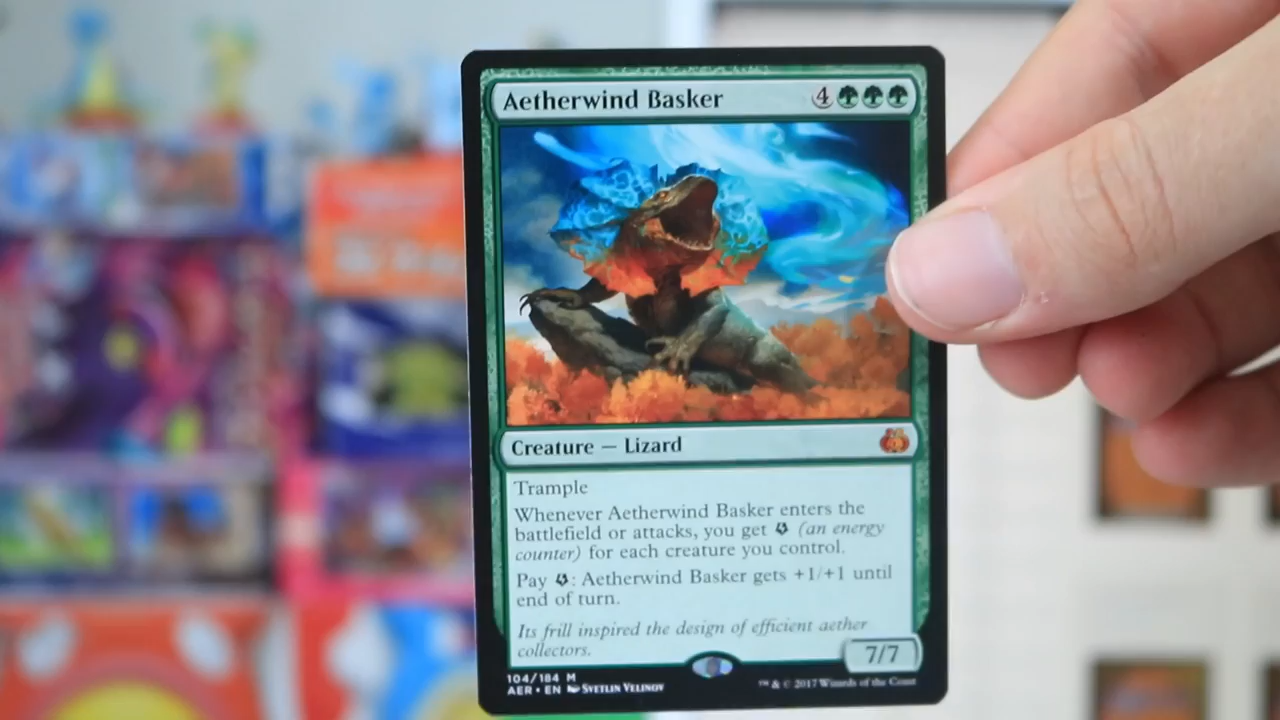 Aetherwind Basker 4
Creature — Lizard
Trample
Whenever Aetherwind Basker enters the
battlefield or attacks, you get (an energy
counter) for each creature you control.
Pay : Aetherwind Basker gets +1/+1 until
end of turn.
Its frill inspired the design of efficient aether
collectors.
7/7
104/184 M
AER • EN Svetlin Velinov
™ & © 2017 Wizards of the Coast